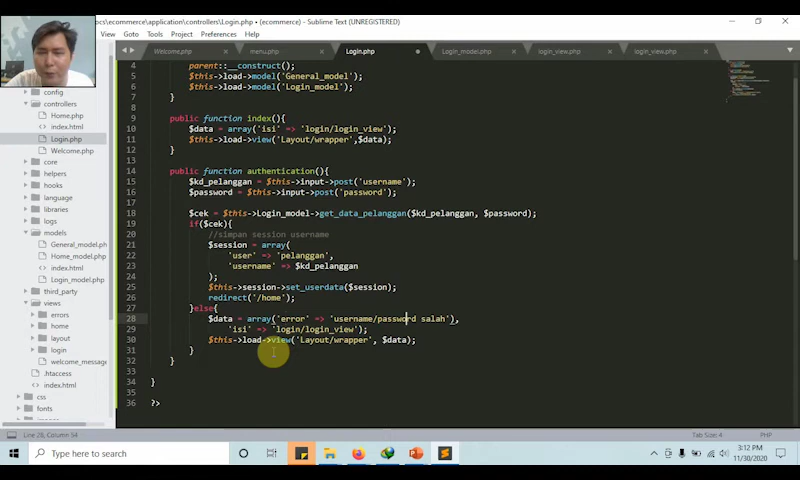 ocs\ecommerce\application\controllers\Login.php • (ecommerce) - Sublime Text (UNREGISTERED)
View Goto Tools Project Preferences Help
Welcome.php
menu.php
Login.php
Login_model.php
login_view.php
login_view.php
config
controllers
Home.php
index.html
Login.php
Welcome.php
core
helpers
hooks
language
libraries
logs
models
General_model.ph
Home_model.php
index.html
Login_model.php
third_party
views
errors
home
layout
login
welcome_message
.htaccess
index.html
css
fonts
4 parent::__construct();
5 $this->load->model('General_model');
6 $this->load->model('Login_model');
7 }
8
9 public function index(){
10 $data = array('isi' => 'login/login_view');
11 $this->load->view('Layout/wrapper',$data);
12 }
13
14 public function authentication(){
15 $kd_pelanggan = $this->input->post('username');
16 $password = $this->input->post('password');
17
18 $cek = $this->Login_model->get_data_pelanggan($kd_pelanggan, $password);
19 if($cek){
20 //simpan session username
21 $session = array(
22 'user' => 'pelanggan',
23 'username' => $kd_pelanggan
24 );
25 $this->session->set_userdata($session);
26 redirect('/home');
27 }else{
28 $data = array('error' => 'username/password salah'),
29 'isi' => 'login/login_view');
30 $this->load->view('Layout/wrapper', $data);
31 }
32 }
33
34 }
35
36 ?>
Line 28, Column 54
Tab Size: 4
PHP
Type here to search
3:12 PM
11/30/2020